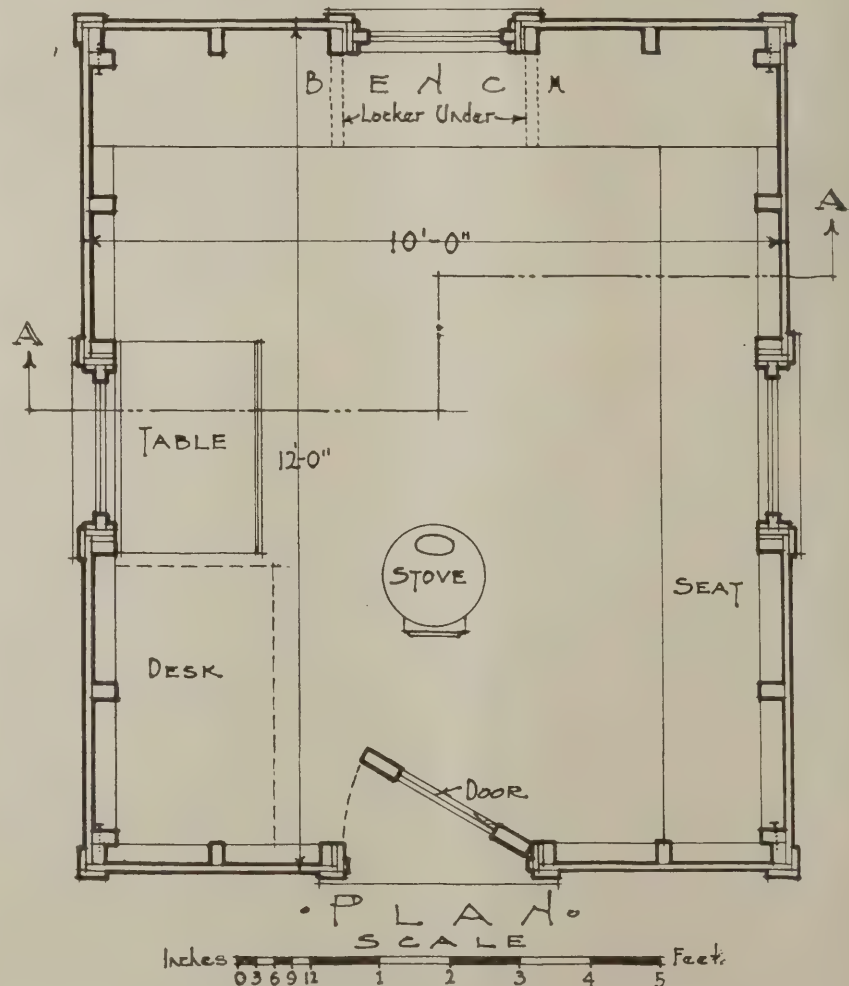 BENCH
Locker Under
A
10'-0"
A
TABLE
12'-0"
STOVE
SEAT
DESK
DOOR
·PLAN·
SCALE
Inches Feet.
0 3 6 9 12 1 2 3 4 5